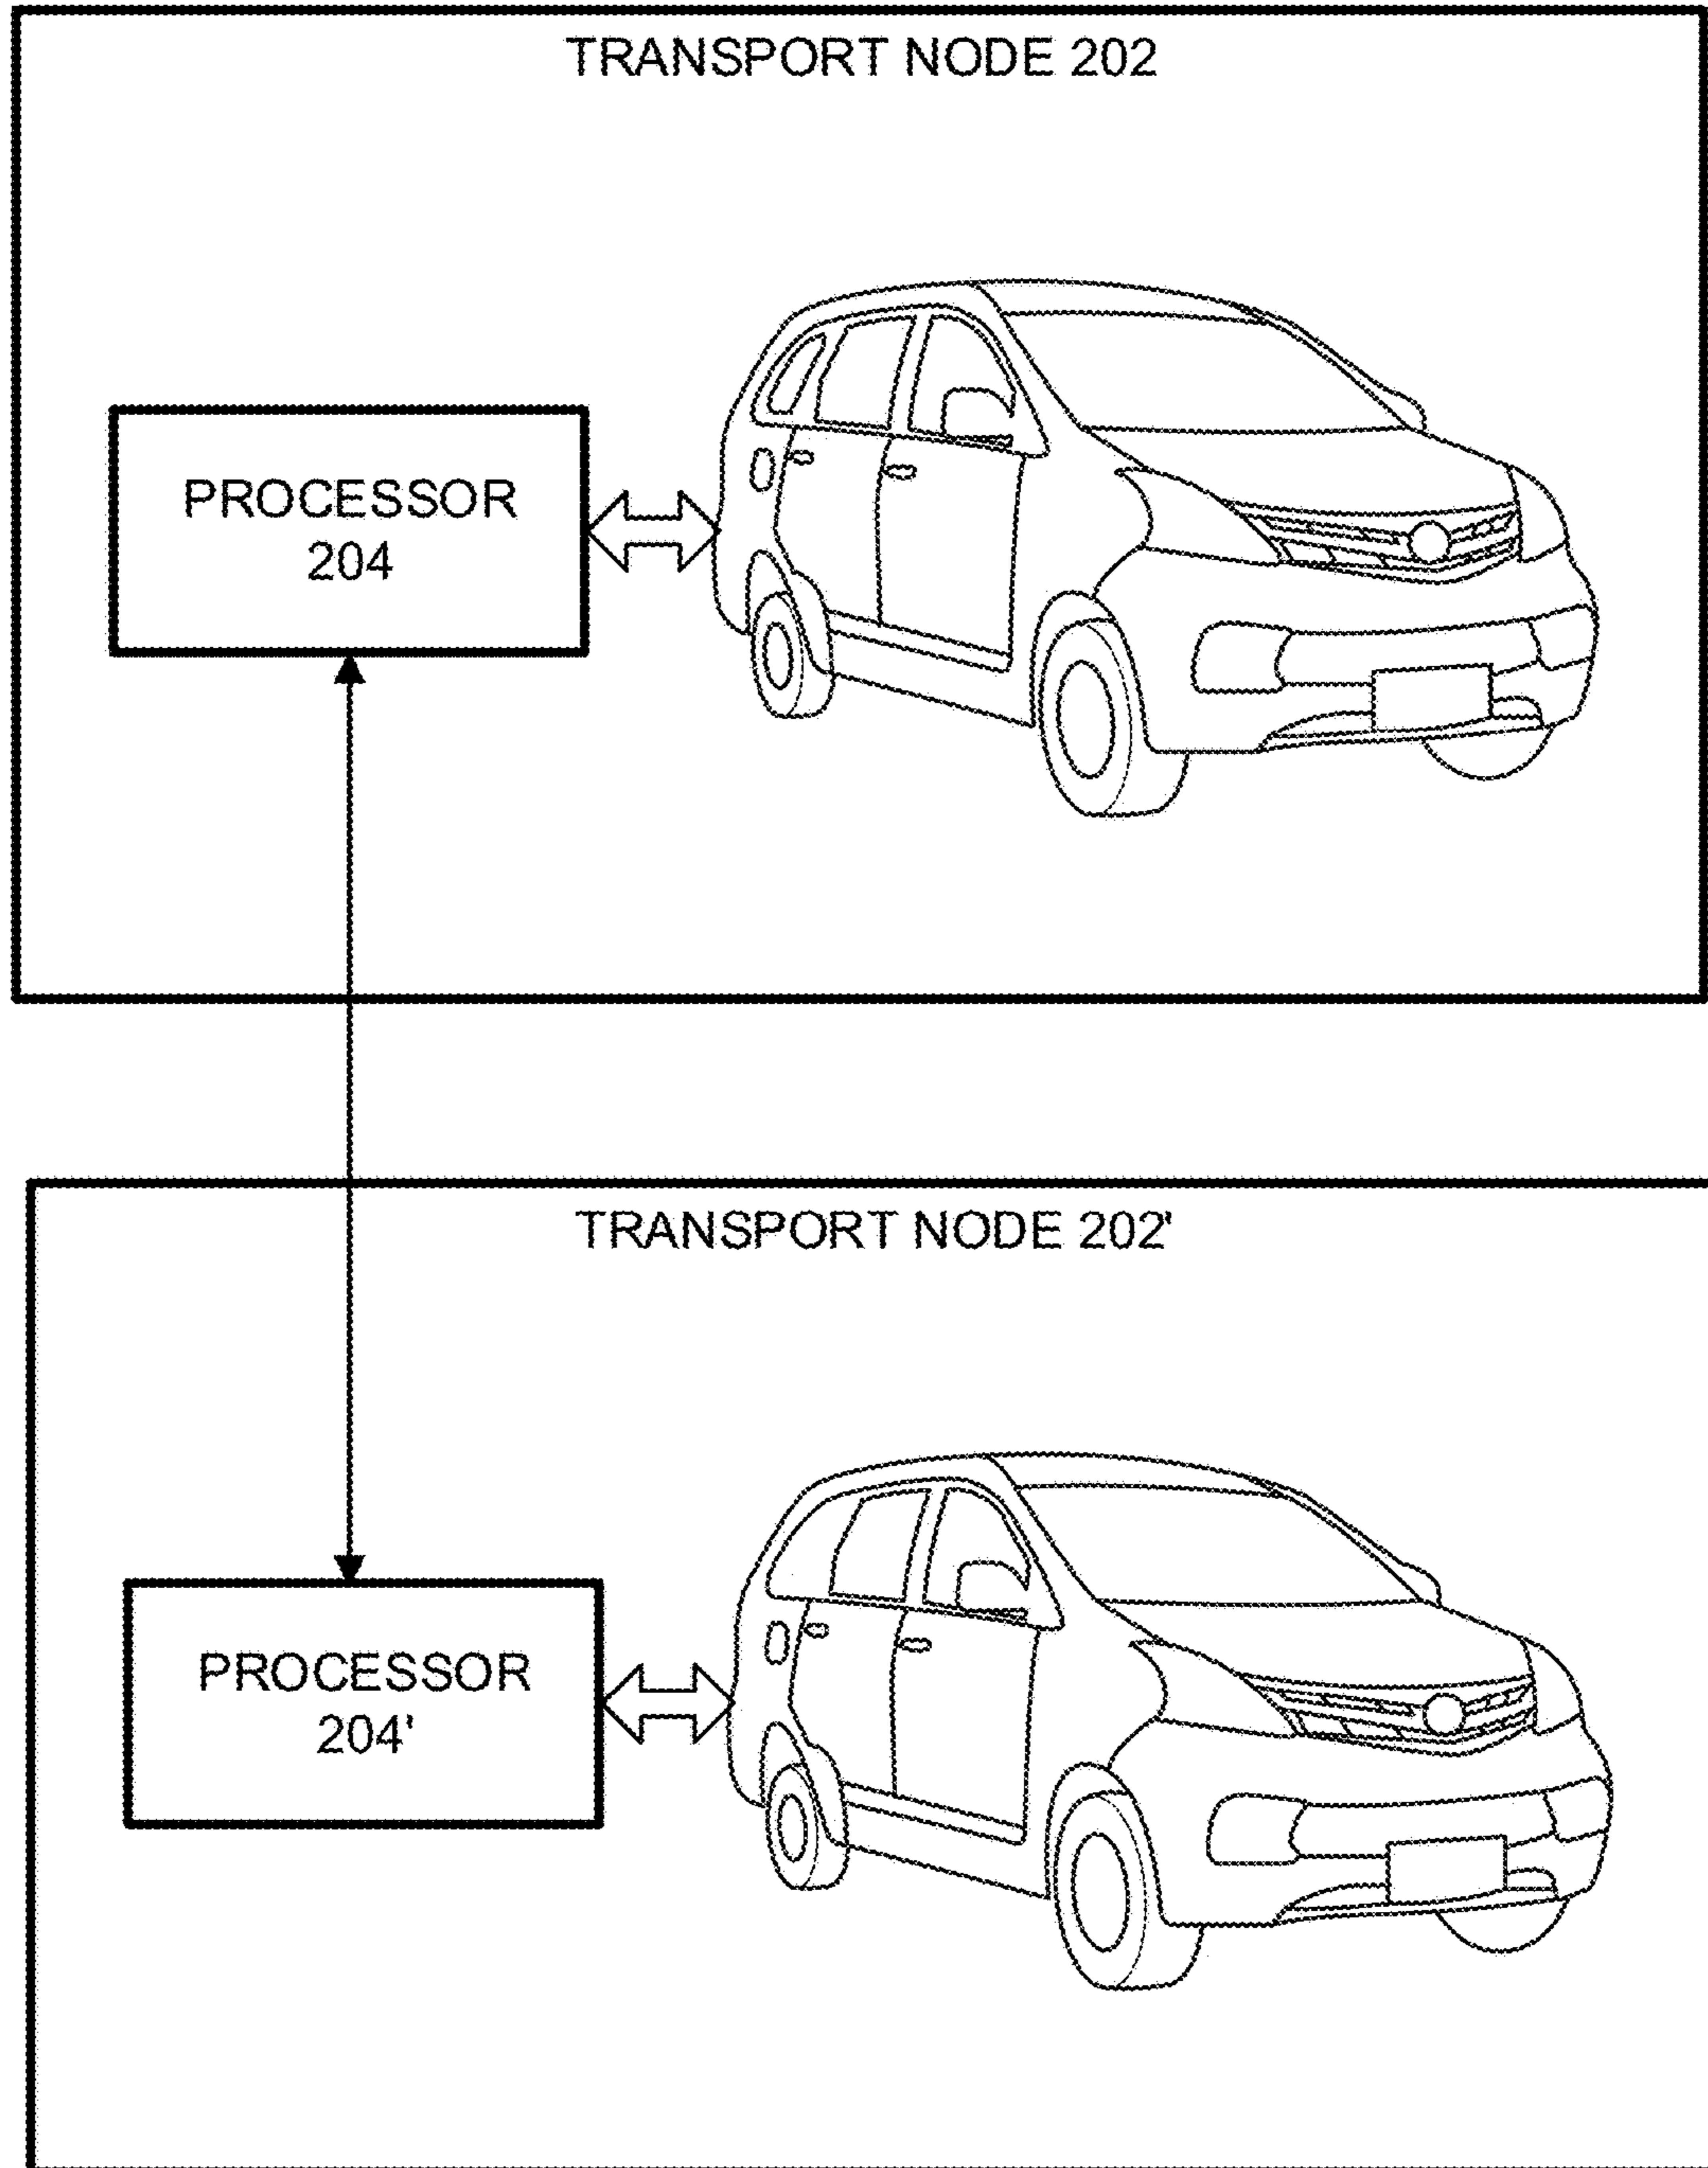 TRANSPORT NODE 202
PROCESSOR
204
TRANSPORT NODE 202'
PROCESSOR
204'